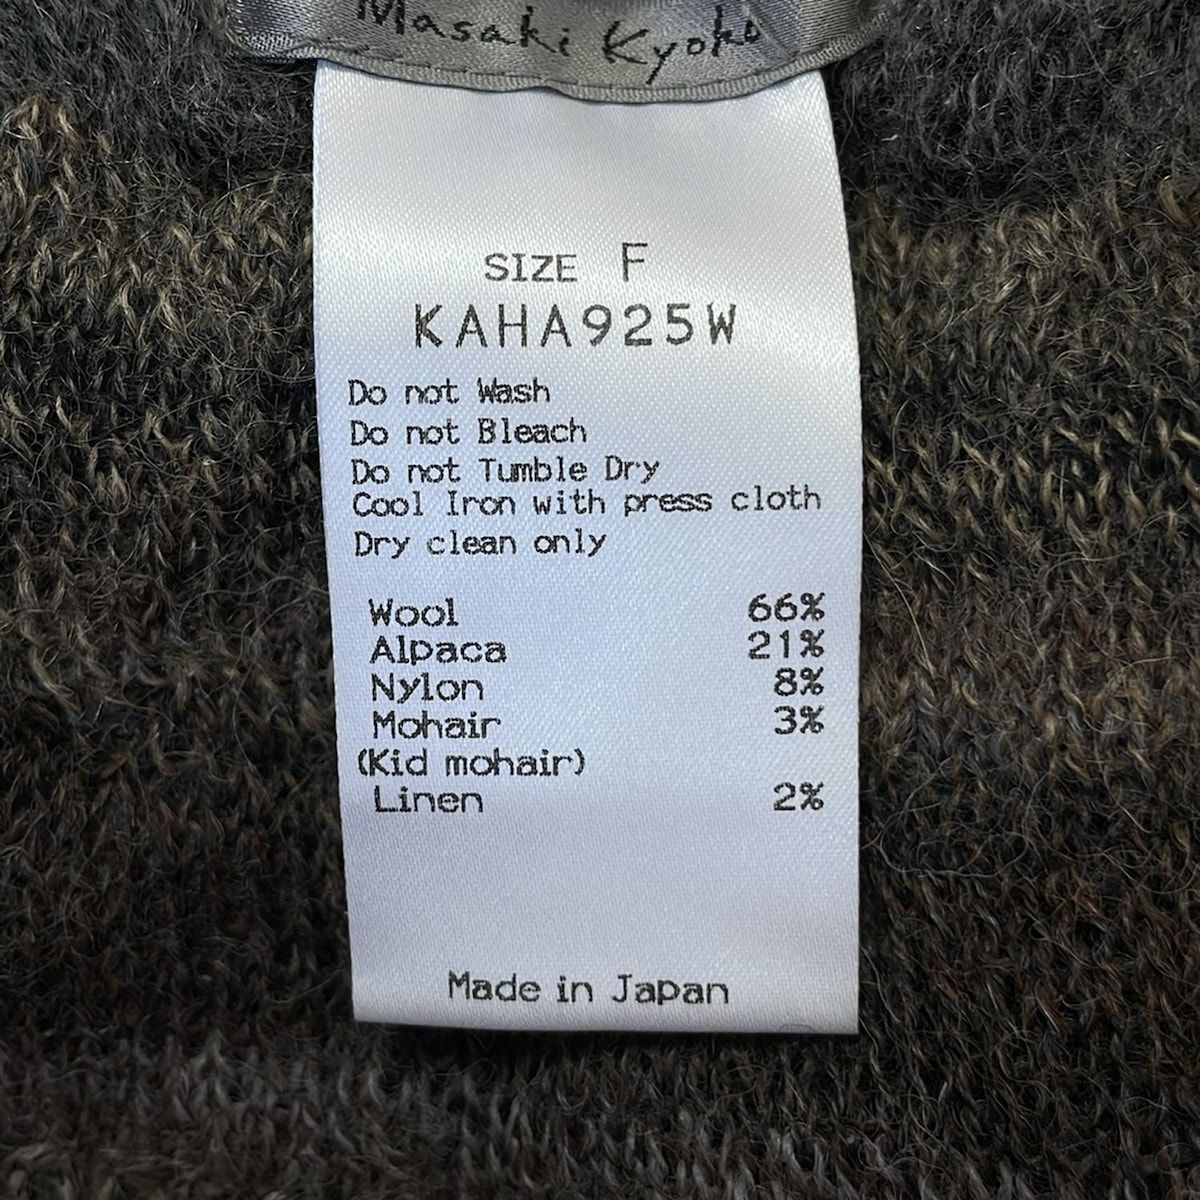 Masaki Kyoko
SIZE F
KAHA925W
Do not Wash
Do not Bleach
Do not Tumble Dry
Cool Iron with press cloth
Dry clean only
Wool 66%
Alpaca 21%
Nylon 8%
Mohair 3%
(Kid mohair)
Linen 2%
Made in Japan